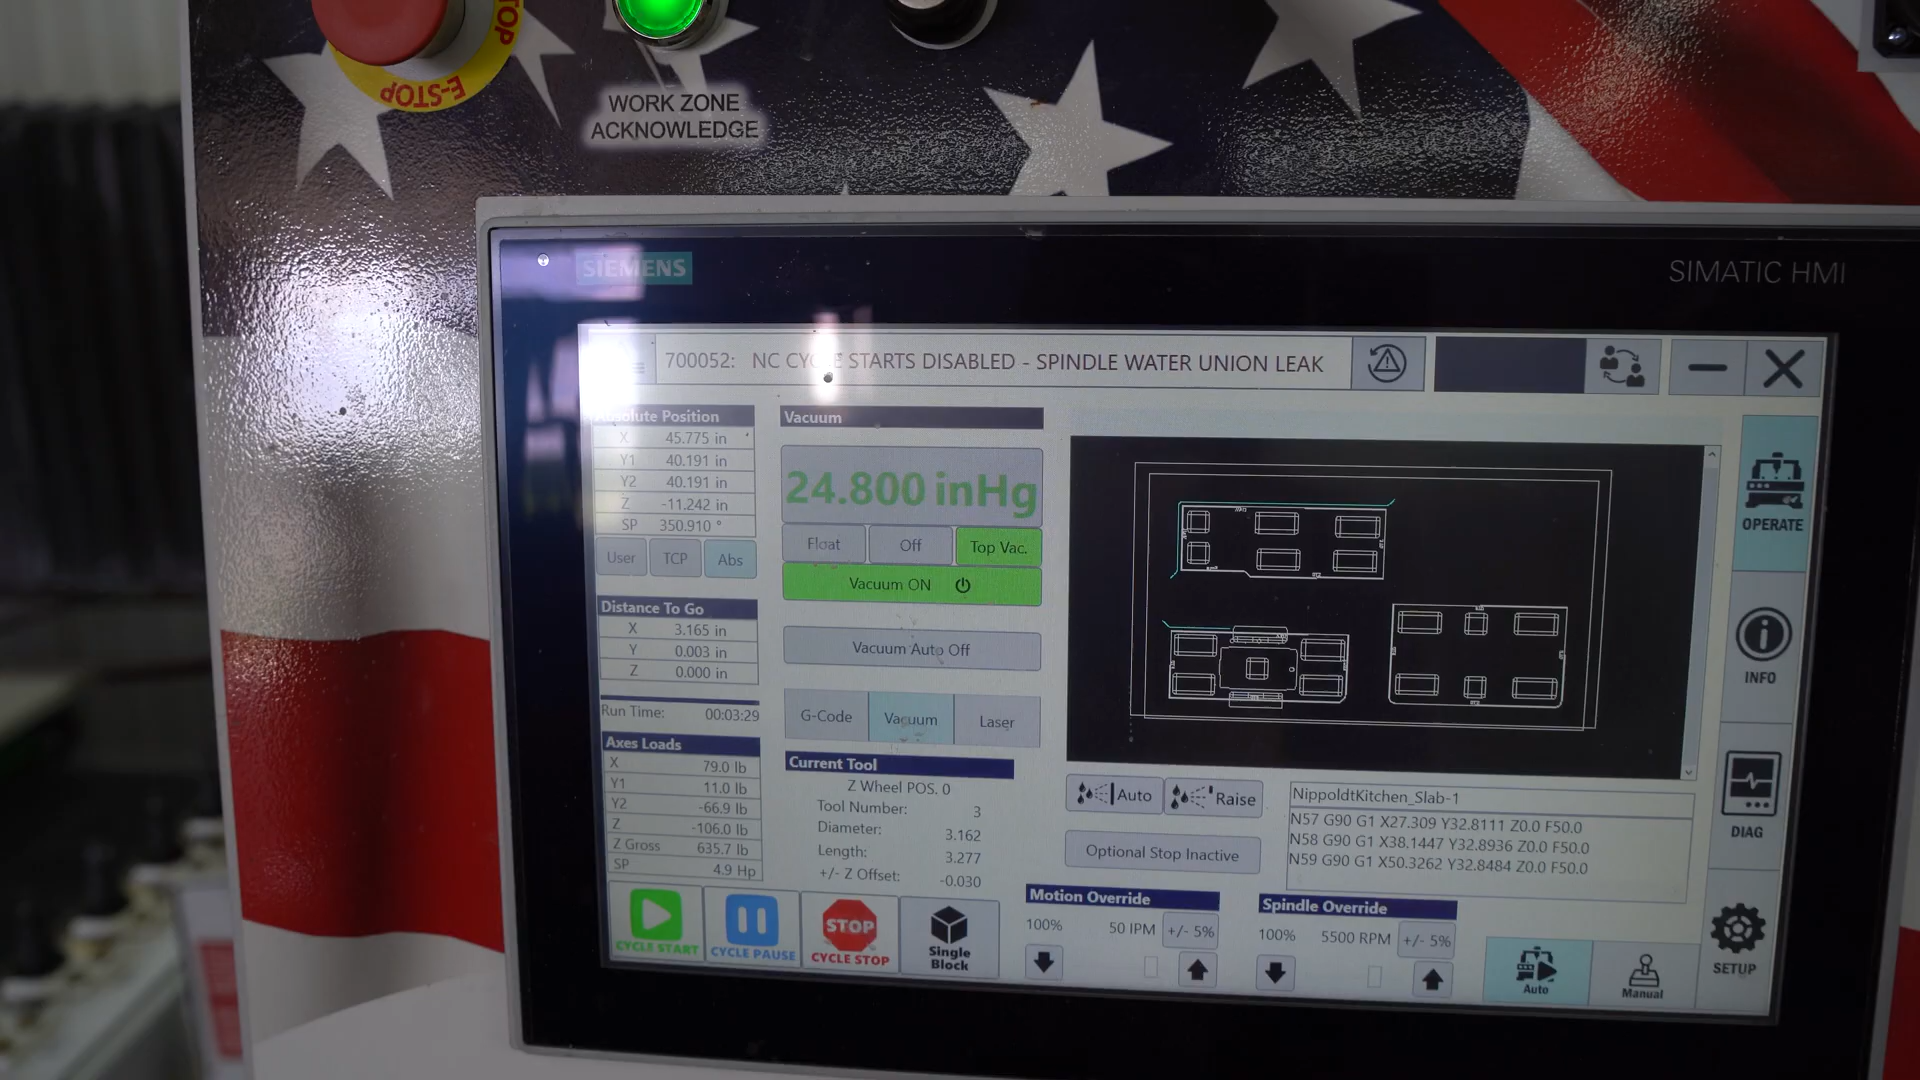 E-STOP
TOP
WORK ZONE
ACKNOWLEDGE
SIEMENS
SIMATIC HMI
700052: NC CYCLE STARTS DISABLED - SPINDLE WATER UNION LEAK
Absolute Position
X 45.775 in
Y1 40.191 in
Y2 40.191 in
Z -11.242 in
SP 350.910 °
User TCP Abs
Distance To Go
X 3.165 in
Y 0.003 in
Z 0.000 in
Run Time: 00:03:29
Axes Loads
X 79.0 lb
Y1 11.0 lb
Y2 -66.9 lb
Z -106.0 lb
Z Gross 635.7 lb
SP 4.9 Hp
Vacuum
24.800 inHg
Float Off Top Vac.
Vacuum ON
Vacuum Auto Off
G-Code Vacuum Laser
Current Tool
Z Wheel POS. 0
Tool Number: 3
Diameter: 3.162
Length: 3.277
+/- Z Offset: -0.030
Auto Raise
Optional Stop Inactive
NippoldtKitchen_Slab-1
N57 G90 G1 X27.309 Y32.8111 Z0.0 F50.0
N58 G90 G1 X38.1447 Y32.8936 Z0.0 F50.0
N59 G90 G1 X50.3262 Y32.8484 Z0.0 F50.0
CYCLE START
CYCLE PAUSE
STOP
CYCLE STOP
Single
Block
Motion Override
100% 50 IPM +/- 5%
Spindle Override
100% 5500 RPM +/- 5%
Auto
Manual
OPERATE
INFO
DIAG
SETUP